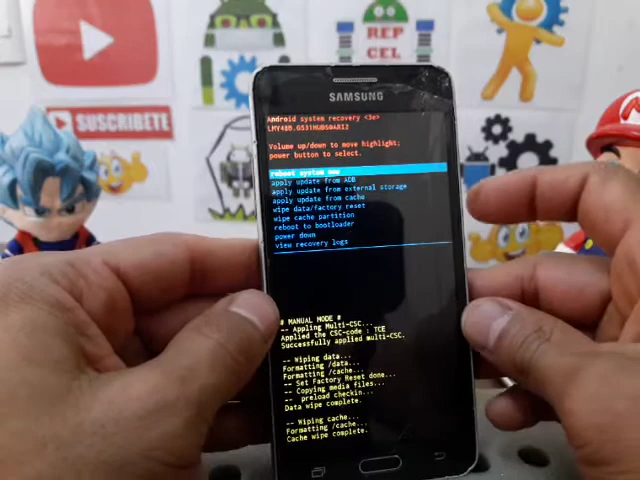 REP
CEL
SUSCRIBETE
SAMSUNG
Android system recovery <3e>
LMY48B.G531HUBS0ARI2
Volume up/down to move highlight;
power button to select.
reboot system now
apply update from ADB
apply update from external storage
apply update from cache
wipe data/factory reset
wipe cache partition
reboot to bootloader
power down
view recovery logs
# MANUAL MODE #
-- Appling Multi-CSC...
Applied the CSC-code : TCE
Successfully applied multi-CSC.
-- Wiping data...
Formatting /data...
Formatting /cache...
-- Set Factory Reset done...
-- Copying media files...
-- preload checkin...
Data wipe complete.
-- Wiping cache...
Formatting /cache...
Cache wipe complete.